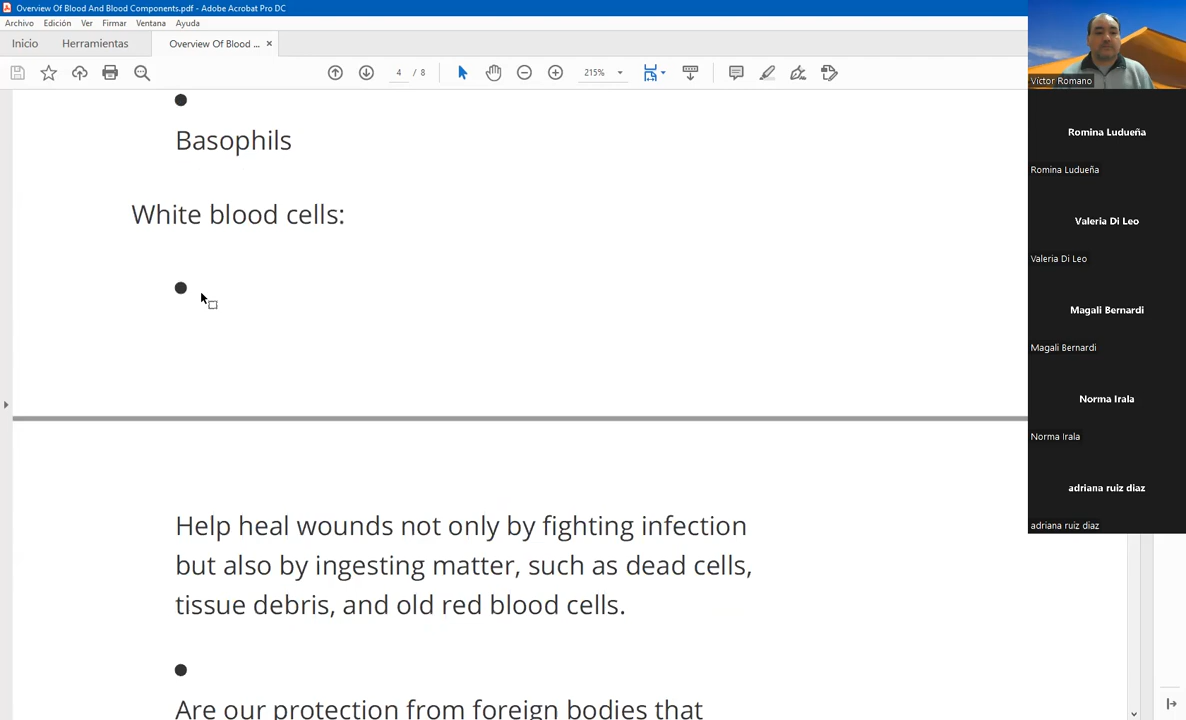 Overview Of Blood And Blood Components.pdf - Adobe Acrobat Pro DC
Archivo Edición Ver Firmar Ventana Ayuda
Inicio Herramientas Overview Of Blood ... ×
4 / 8 215%
Basophils
White blood cells:
Help heal wounds not only by fighting infection
but also by ingesting matter, such as dead cells,
tissue debris, and old red blood cells.
Are our protection from foreign bodies that
Víctor Romano
Romina Ludueña
Romina Ludueña
Valeria Di Leo
Valeria Di Leo
Magali Bernardi
Magali Bernardi
Norma Irala
Norma Irala
adriana ruiz diaz
adriana ruiz diaz